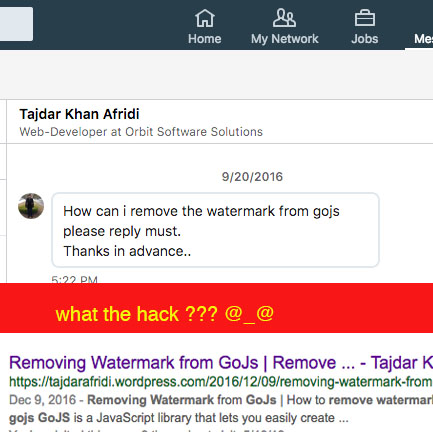 Home
My Network
Jobs
Tajdar Khan Afridi
Web-Developer at Orbit Software Solutions
9/20/2016
How can i remove the watermark from gojs
please reply must.
Thanks in advance..
5:22 PM
what the hack ??? @_@
Removing Watermark from GoJs | Remove ... - Tajdar K
https://tajdarafridi.wordpress.com/2016/12/09/removing-watermark-from
Dec 9, 2016 - Removing Watermark from GoJs | How to remove watermar
gojs GoJS is a JavaScript library that lets you easily create ...